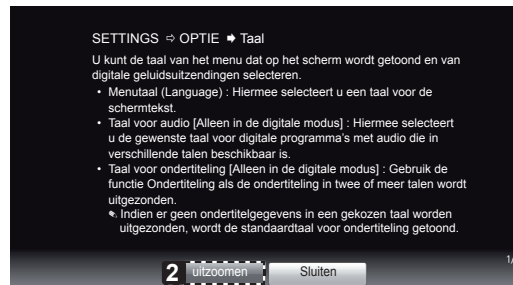 SETTINGS ⇨ OPTIE ➡ Taal
U kunt de taal van het menu dat op het scherm wordt getoond en van
digitale geluidsuitzendingen selecteren.
• Menutaal (Language) : Hiermee selecteert u een taal voor de
schermtekst.
• Taal voor audio [Alleen in de digitale modus] : Hiermee selecteert
u de gewenste taal voor digitale programma's met audio die in
verschillende talen beschikbaar is.
• Taal voor ondertiteling [Alleen in de digitale modus] : Gebruik de
functie Ondertiteling als de ondertiteling in twee of meer talen wordt
uitgezonden.
✎ Indien er geen ondertitelgegevens in een gekozen taal worden
uitgezonden, wordt de standaardtaal voor ondertiteling getoond.
1/
2 uitzoomen Sluiten